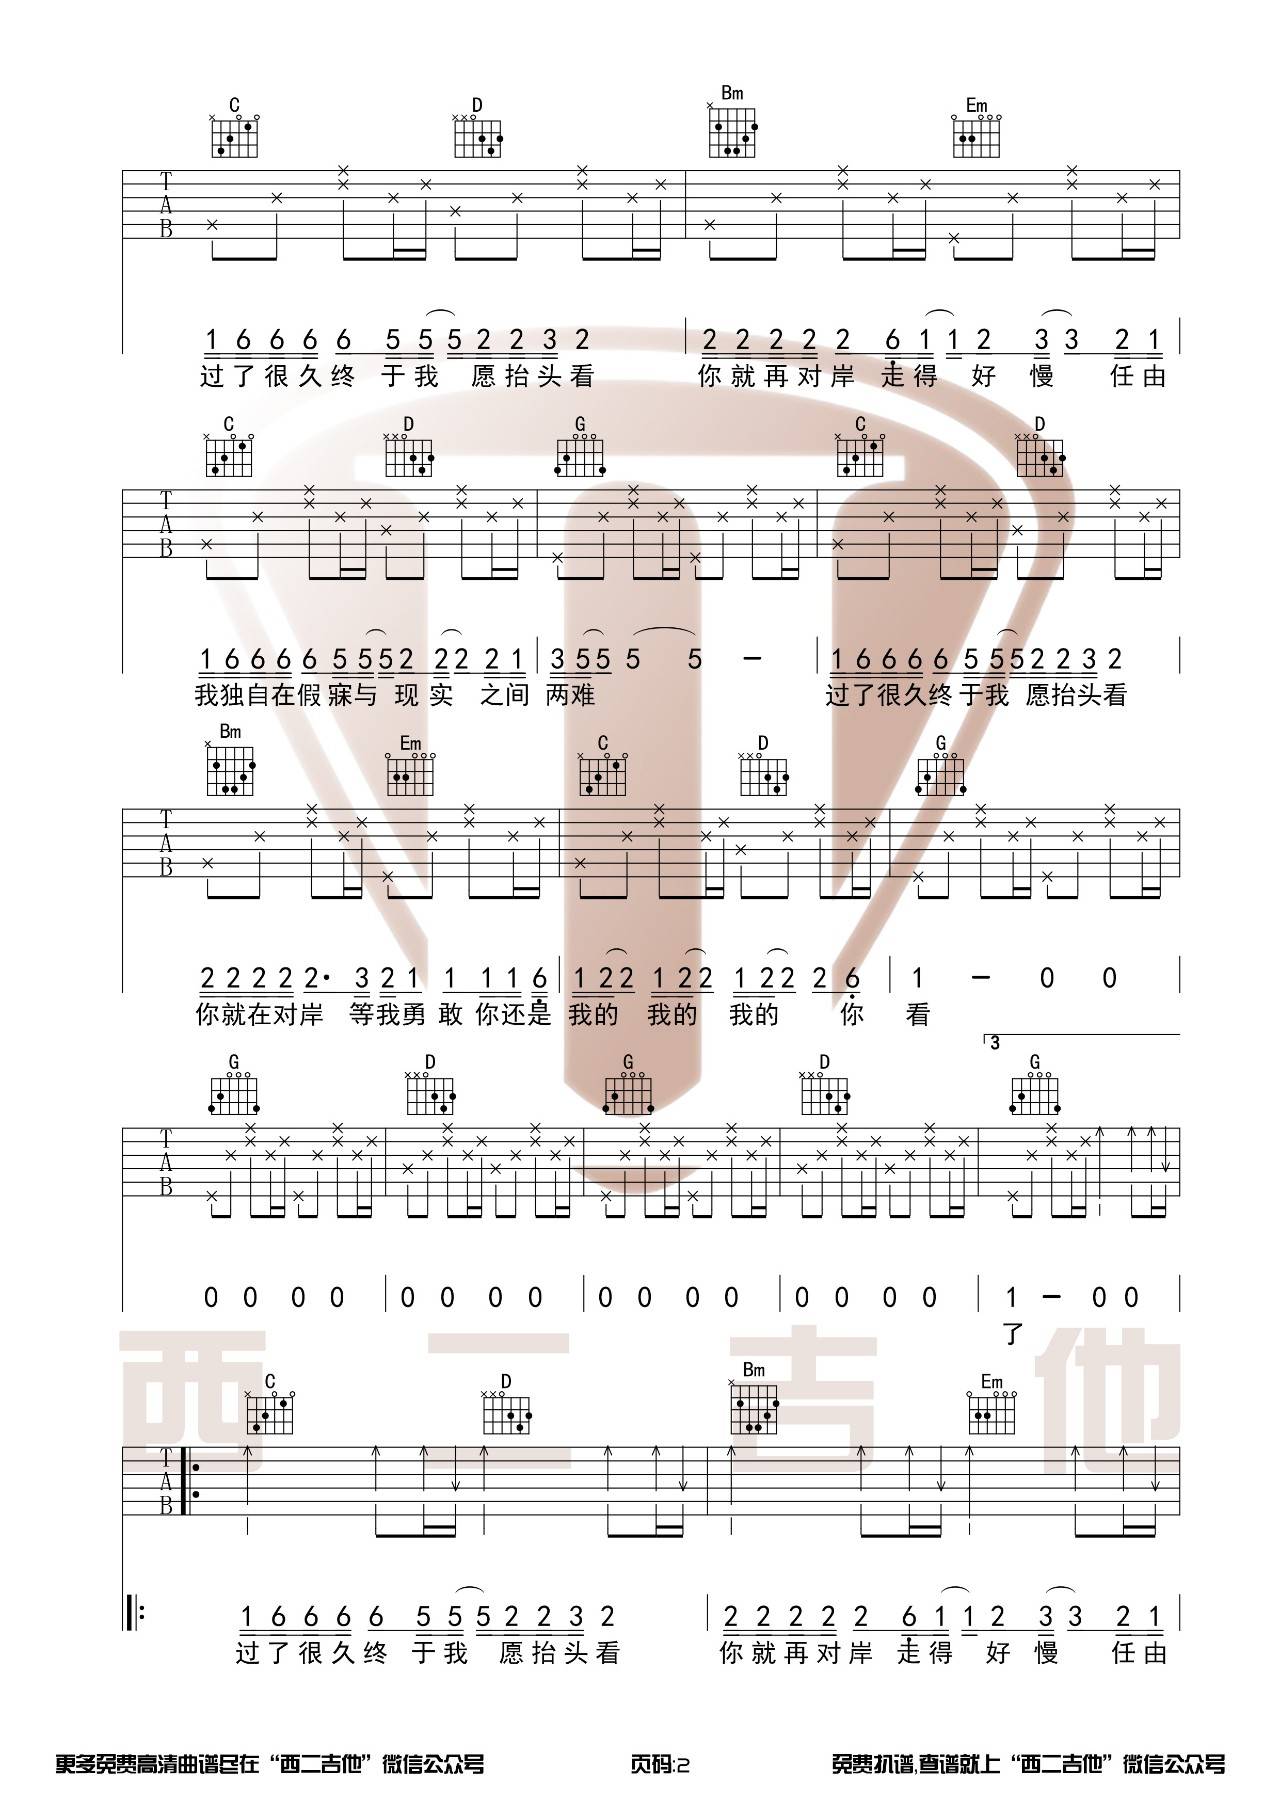 C D Bm Em
T A B
1 6 6 6 6 5 5 5 2 2 3 2 2 2 2 2 2 6 1 1 2 3 3 2 1
过了很久终 于我 愿抬头看 你就再对岸 走得 好 慢 任由
C D G C D
T A B
1 6 6 6 6 5 5 5 2 2 2 2 1 3 5 5 5 5 - 1 6 6 6 6 5 5 5 2 2 3 2
我独自在假寐与 现实 之间 两难 过了很久终于我 愿抬头看
Bm Em C D G
T A B
2 2 2 2 2· 3 2 1 1 1 1 6 1 2 2 1 2 2 1 2 2 2 6 1 - 0 0
你就在对岸 等我勇 敢 你还是 我的 我的 我的 你 看
3
G D G D G
T A B
0 0 0 0 0 0 0 0 0 0 0 0 0 0 0 0 1 - 0 0
了
西二吉他
C D Bm Em
T A B
1 6 6 6 6 5 5 5 2 2 3 2 2 2 2 2 2 6 1 1 2 3 3 2 1
过了很久终 于我 愿抬头看 你就再对岸 走得 好 慢 任由
更多免费高清曲谱尽在“西二吉他”微信公众号 页码:2 免费扒谱,查谱就上“西二吉他”微信公众号